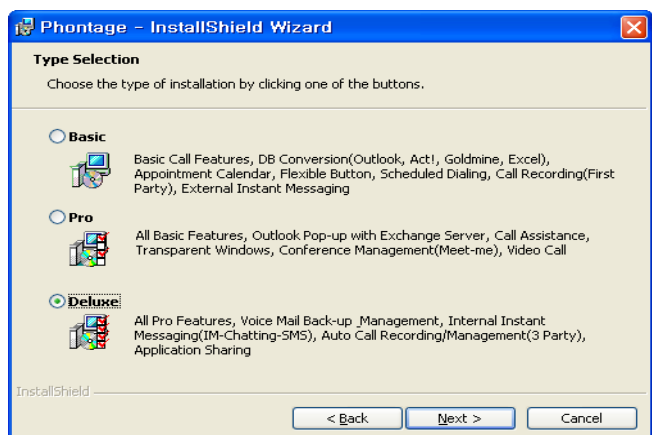 Phontage - InstallShield Wizard
Type Selection
Choose the type of installation by clicking one of the buttons.
Basic
Basic Call Features, DB Conversion(Outlook, Act!, Goldmine, Excel),
Appointment Calendar, Flexible Button, Scheduled Dialing, Call Recording(First
Party), External Instant Messaging
Pro
All Basic Features, Outlook Pop-up with Exchange Server, Call Assistance,
Transparent Windows, Conference Management(Meet-me), Video Call
Deluxe
All Pro Features, Voice Mail Back-up ,Management, Internal Instant
Messaging(IM-Chatting-SMS), Auto Call Recording/Management(3 Party),
Application Sharing
InstallShield
< Back Next > Cancel